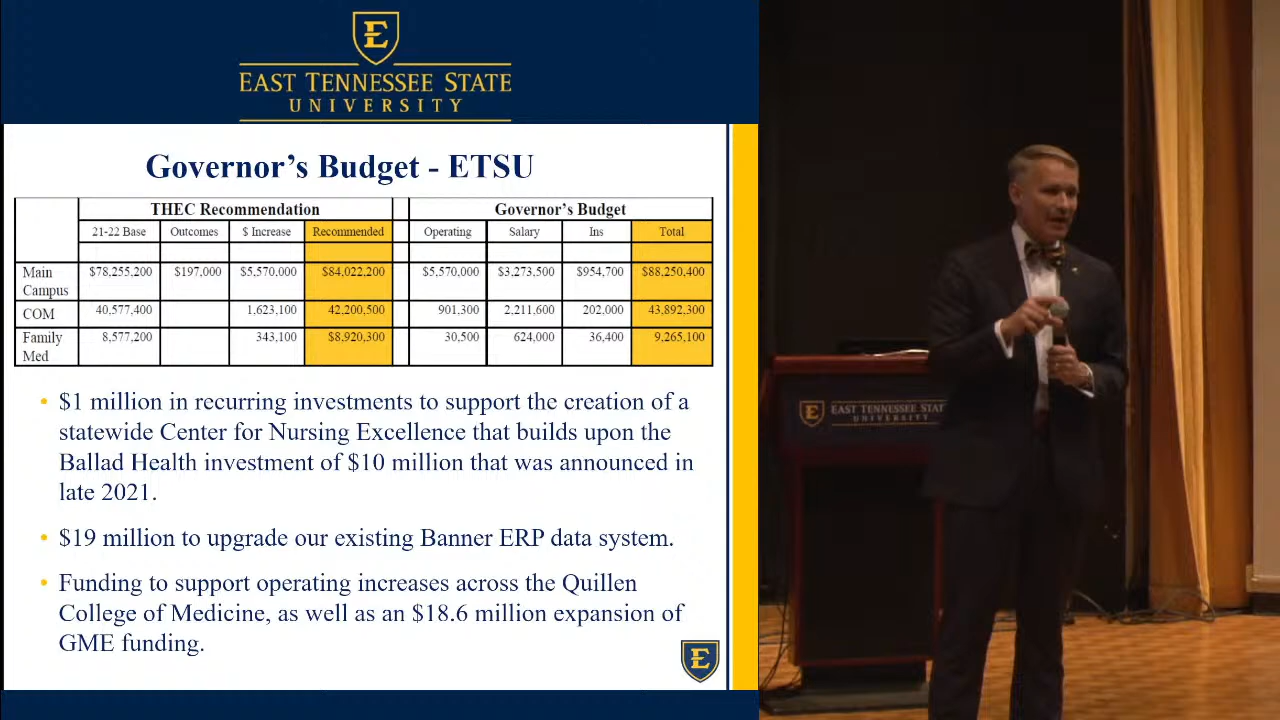 E
EAST TENNESSEE STATE
UNIVERSITY
Governor's Budget - ETSU
THEC Recommendation Governor's Budget
21-22 Base Outcomes $ Increase Recommended Operating Salary Ins Total
Main Campus $78,255,200 $197,000 $5,570,000 $84,022,200 $5,570,000 $3,273,500 $954,700 $88,250,400
COM 40,577,400 1,623,100 42,200,500 901,300 2,211,600 202,000 43,892,300
Family Med 8,577,200 343,100 $8,920,300 30,500 624,000 36,400 9,265,100
• $1 million in recurring investments to support the creation of a
statewide Center for Nursing Excellence that builds upon the
Ballad Health investment of $10 million that was announced in
late 2021.
• $19 million to upgrade our existing Banner ERP data system.
• Funding to support operating increases across the Quillen
College of Medicine, as well as an $18.6 million expansion of
GME funding.
E
E
EAST TENNESSEE STAT
UNIVERSITY